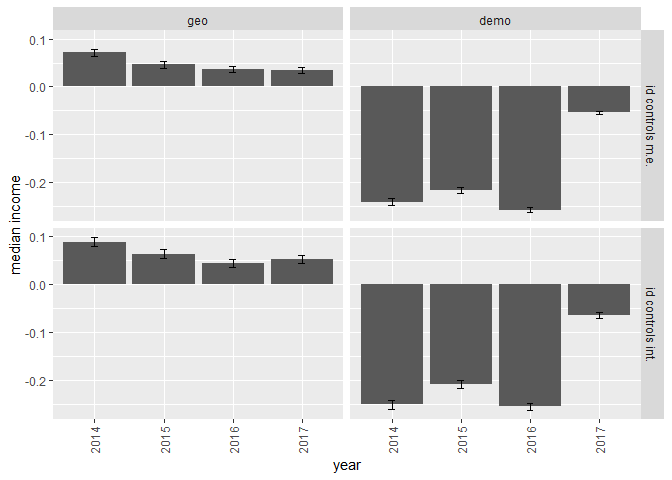 geo
demo
median income
0.1
0.0
-0.1
-0.2
id controls m.e.
0.1
0.0
-0.1
-0.2
id controls int.
2014
2015
2016
2017
2014
2015
2016
2017
year